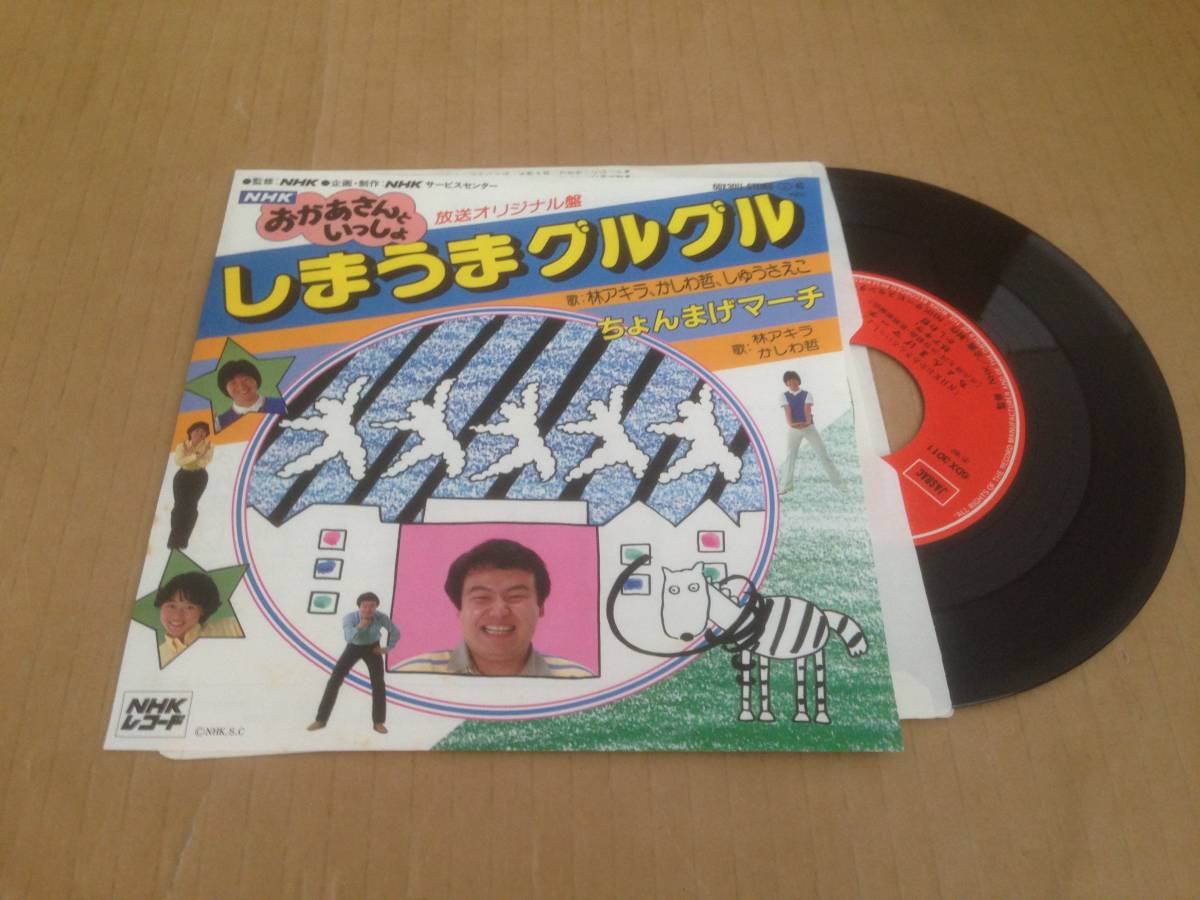 ●監修:NHK ●企画・制作:NHK サービスセンター
NHK
おかあさんと
いっしょ
放送オリジナル盤
しまうまグルグル
歌:林アキラ、かしわ哲、しゅうさえこ
ちょんまげマーチ
歌:林アキラ
かしわ哲
NHK
レコード
©NHK.S.C
JASRAC
GDX-3011